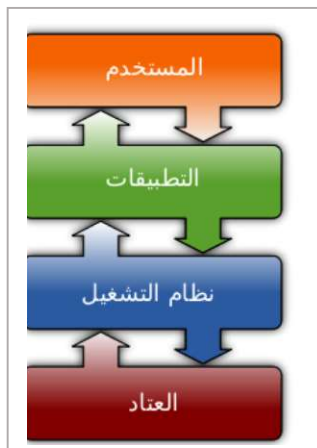 المستخدم
التطبيقات
نظام التشغيل
العتاد